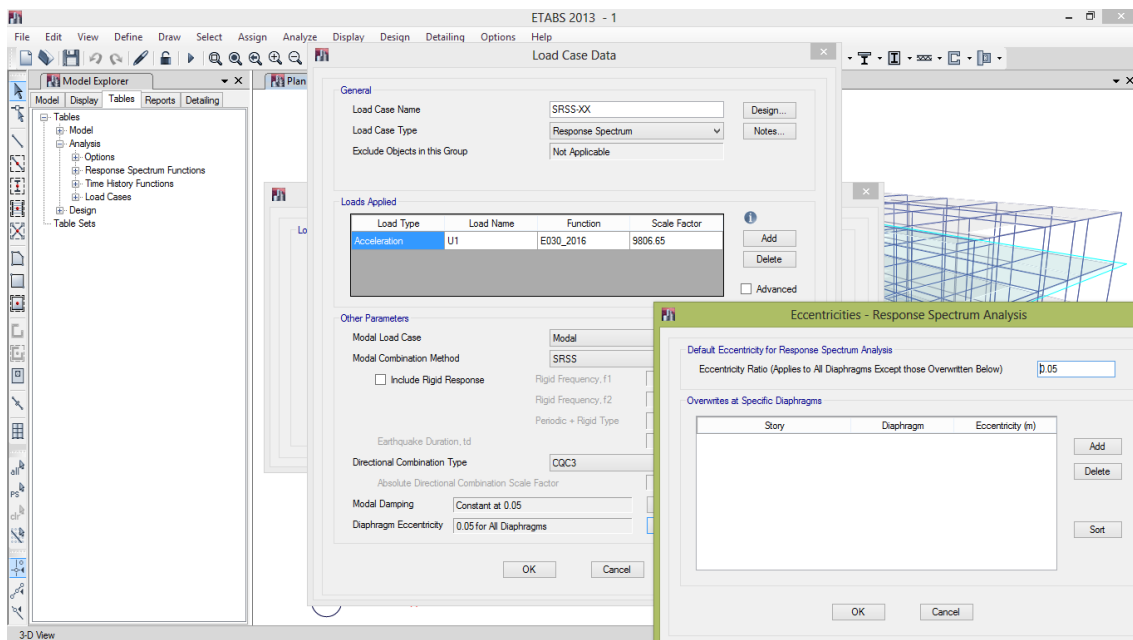 ETABS 2013 - 1
File Edit View Define Draw Select Assign Analyze Display Design Detailing Options Help
Model Explorer
Plan
Model Display Tables Reports Detailing
Tables
Model
Analysis
Options
Response Spectrum Functions
Time History Functions
Load Cases
Design
Table Sets
all
PS
clr
3-D View
Lo
Load Case Data
General
Load Case Name SRSS-XX Design...
Load Case Type Response Spectrum Notes...
Exclude Objects in this Group Not Applicable
Loads Applied
Load Type Load Name Function Scale Factor
Acceleration U1 E030_2016 9806.65
Add
Delete
Advanced
Other Parameters
Modal Load Case Modal
Modal Combination Method SRSS
Include Rigid Response Rigid Frequency, f1
Rigid Frequency, f2
Periodic + Rigid Type
Earthquake Duration, td
Directional Combination Type CQC3
Absolute Directional Combination Scale Factor
Modal Damping Constant at 0.05
Diaphragm Eccentricity 0.05 for All Diaphragms
OK Cancel
Eccentricities - Response Spectrum Analysis
Default Eccentricity for Response Spectrum Analysis
Eccentricity Ratio (Applies to All Diaphragms Except those Overwritten Below) 0.05
Overwrites at Specific Diaphragms
Story Diaphragm Eccentricity (m)
Add
Delete
Sort
OK Cancel